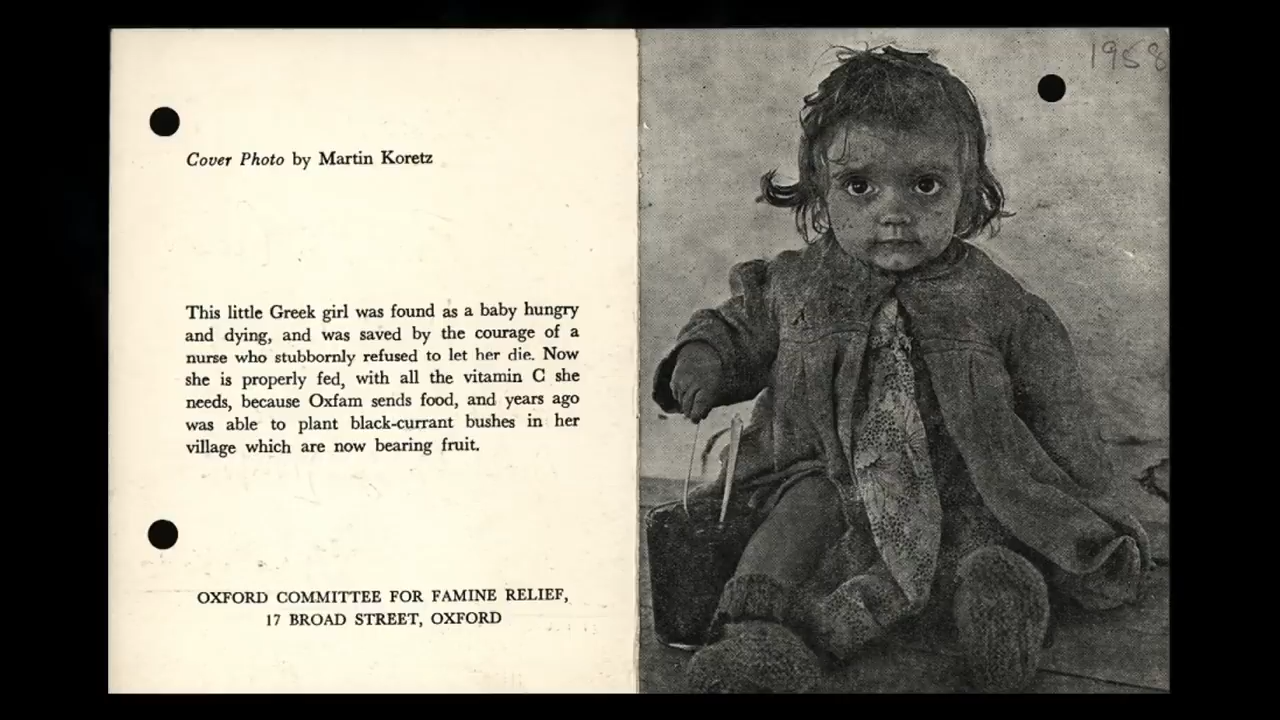 Cover Photo by Martin Koretz
This little Greek girl was found as a baby hungry
and dying, and was saved by the courage of a
nurse who stubbornly refused to let her die. Now
she is properly fed, with all the vitamin C she
needs, because Oxfam sends food, and years ago
was able to plant black-currant bushes in her
village which are now bearing fruit.
OXFORD COMMITTEE FOR FAMINE RELIEF,
17 BROAD STREET, OXFORD
1958